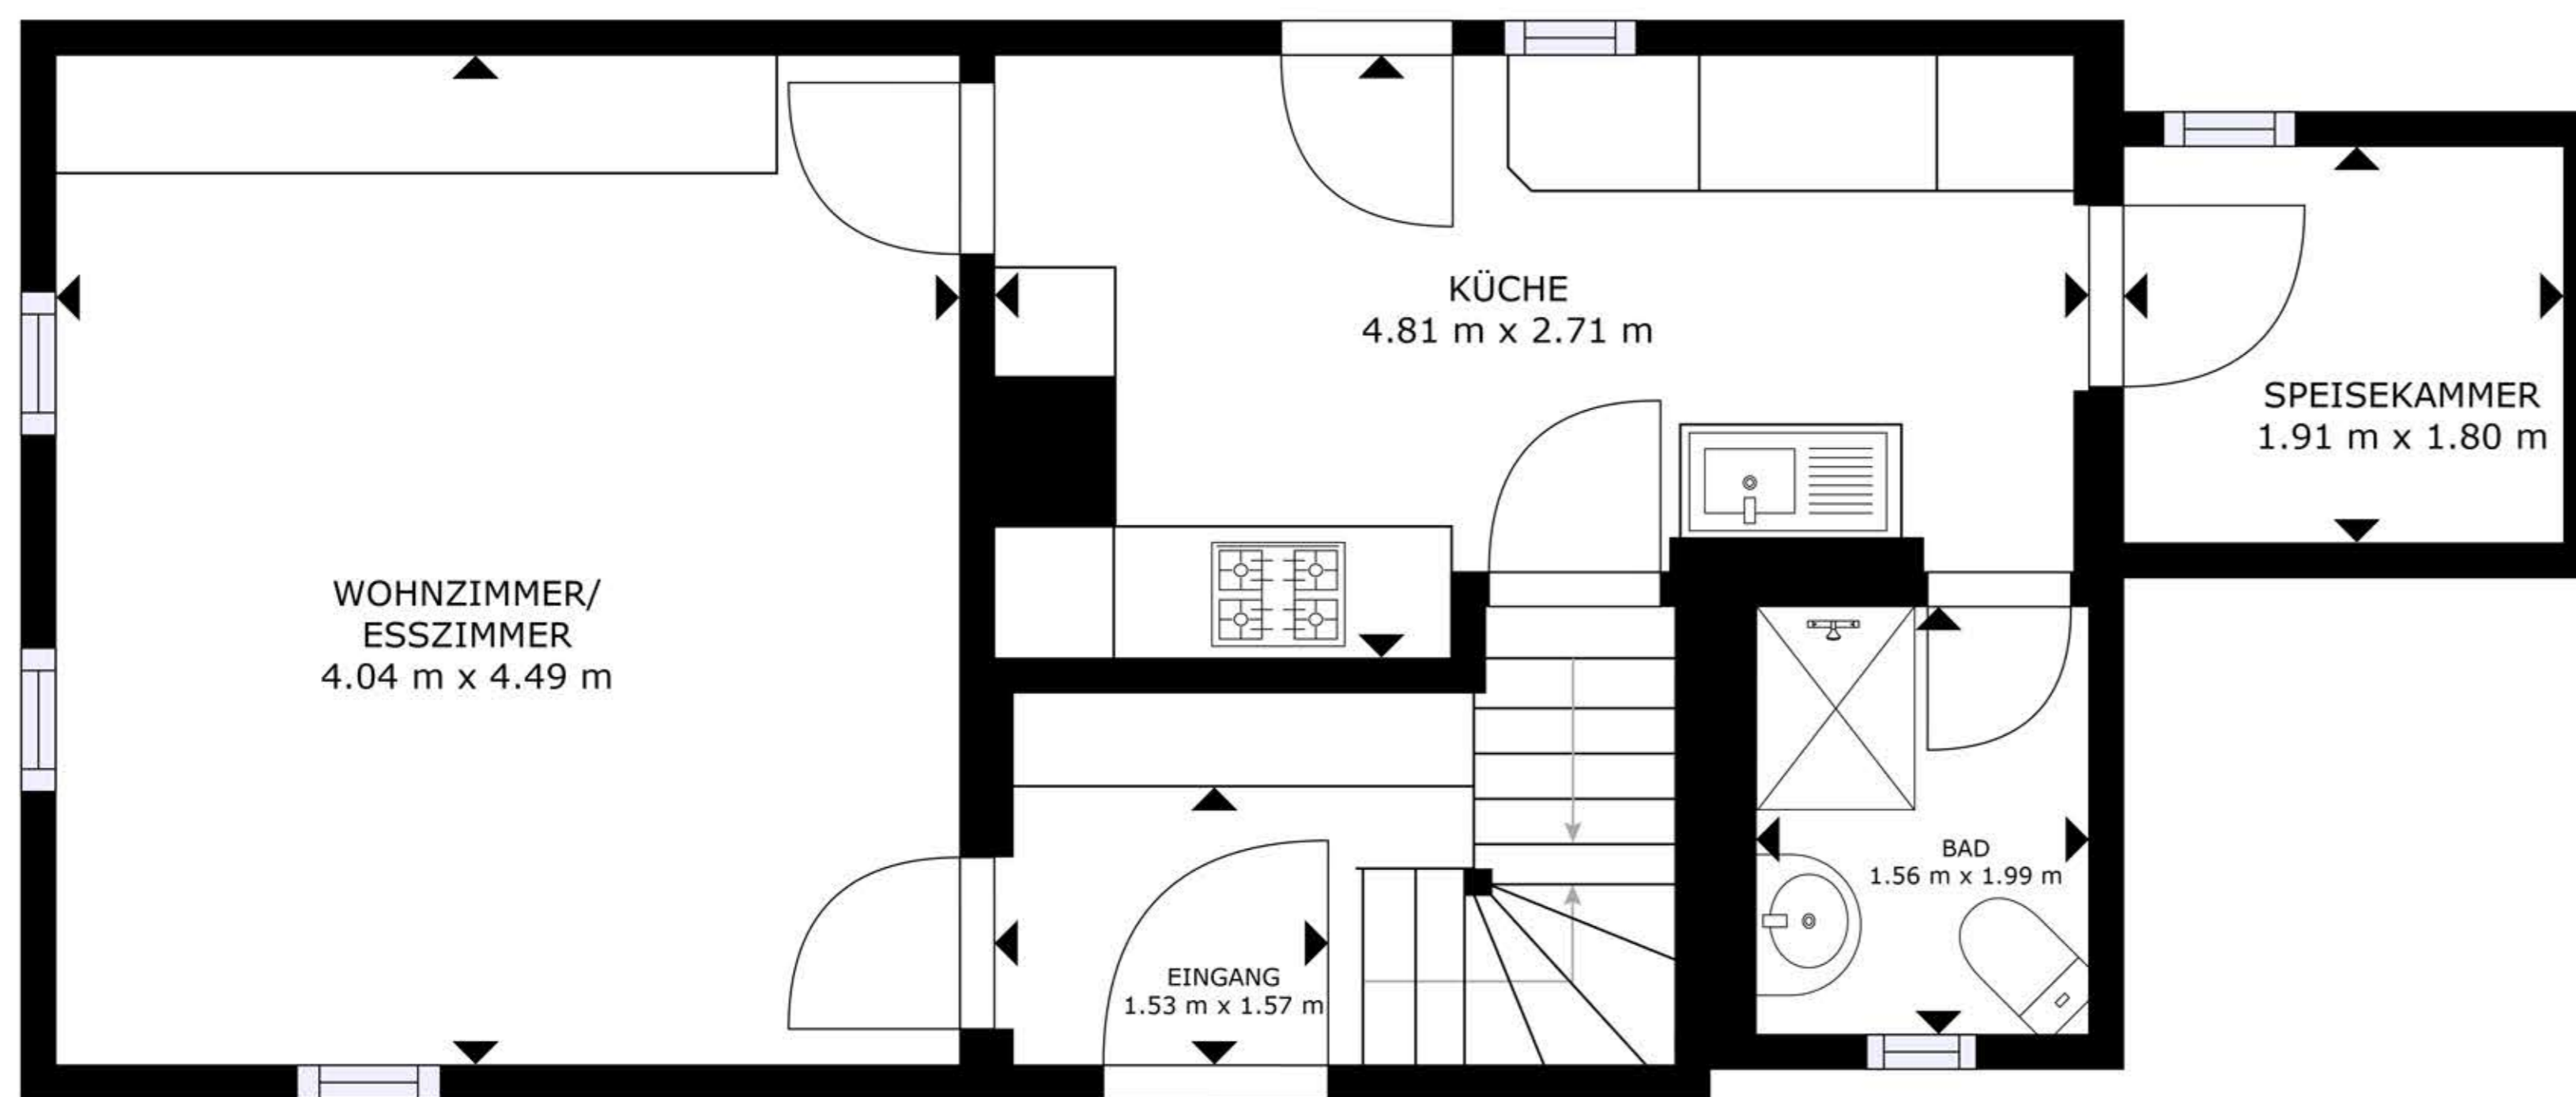 KÜCHE
4.81 m x 2.71 m
SPEISEKAMMER
1.91 m x 1.80 m
WOHNZIMMER/
ESSZIMMER
4.04 m x 4.49 m
BAD
1.56 m x 1.99 m
EINGANG
1.53 m x 1.57 m